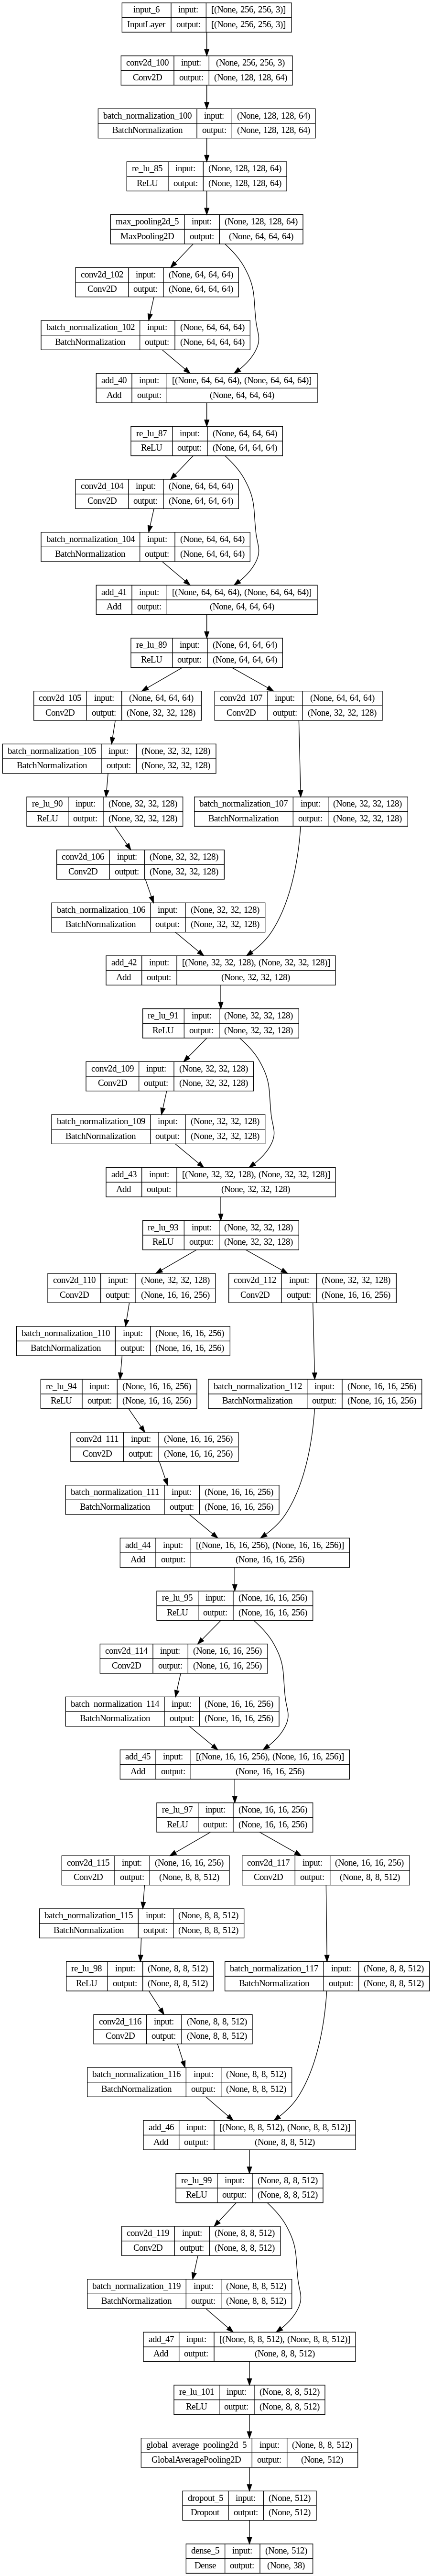 input_6 input: [(None, 256, 256, 3)]
InputLayer output: [(None, 256, 256, 3)]
conv2d_100 input: (None, 256, 256, 3)
Conv2D output: (None, 128, 128, 64)
batch_normalization_100 input: (None, 128, 128, 64)
BatchNormalization output: (None, 128, 128, 64)
re_lu_85 input: (None, 128, 128, 64)
ReLU output: (None, 128, 128, 64)
max_pooling2d_5 input: (None, 128, 128, 64)
MaxPooling2D output: (None, 64, 64, 64)
conv2d_102 input: (None, 64, 64, 64)
Conv2D output: (None, 64, 64, 64)
batch_normalization_102 input: (None, 64, 64, 64)
BatchNormalization output: (None, 64, 64, 64)
add_40 input: [(None, 64, 64, 64), (None, 64, 64, 64)]
Add output: (None, 64, 64, 64)
re_lu_87 input: (None, 64, 64, 64)
ReLU output: (None, 64, 64, 64)
conv2d_104 input: (None, 64, 64, 64)
Conv2D output: (None, 64, 64, 64)
batch_normalization_104 input: (None, 64, 64, 64)
BatchNormalization output: (None, 64, 64, 64)
add_41 input: [(None, 64, 64, 64), (None, 64, 64, 64)]
Add output: (None, 64, 64, 64)
re_lu_89 input: (None, 64, 64, 64)
ReLU output: (None, 64, 64, 64)
conv2d_105 input: (None, 64, 64, 64) conv2d_107 input: (None, 64, 64, 64)
Conv2D output: (None, 32, 32, 128) Conv2D output: (None, 32, 32, 128)
batch_normalization_105 input: (None, 32, 32, 128)
BatchNormalization output: (None, 32, 32, 128)
re_lu_90 input: (None, 32, 32, 128) batch_normalization_107 input: (None, 32, 32, 128)
ReLU output: (None, 32, 32, 128) BatchNormalization output: (None, 32, 32, 128)
conv2d_106 input: (None, 32, 32, 128)
Conv2D output: (None, 32, 32, 128)
batch_normalization_106 input: (None, 32, 32, 128)
BatchNormalization output: (None, 32, 32, 128)
add_42 input: [(None, 32, 32, 128), (None, 32, 32, 128)]
Add output: (None, 32, 32, 128)
re_lu_91 input: (None, 32, 32, 128)
ReLU output: (None, 32, 32, 128)
conv2d_109 input: (None, 32, 32, 128)
Conv2D output: (None, 32, 32, 128)
batch_normalization_109 input: (None, 32, 32, 128)
BatchNormalization output: (None, 32, 32, 128)
add_43 input: [(None, 32, 32, 128), (None, 32, 32, 128)]
Add output: (None, 32, 32, 128)
re_lu_93 input: (None, 32, 32, 128)
ReLU output: (None, 32, 32, 128)
conv2d_110 input: (None, 32, 32, 128) conv2d_112 input: (None, 32, 32, 128)
Conv2D output: (None, 16, 16, 256) Conv2D output: (None, 16, 16, 256)
batch_normalization_110 input: (None, 16, 16, 256)
BatchNormalization output: (None, 16, 16, 256)
re_lu_94 input: (None, 16, 16, 256) batch_normalization_112 input: (None, 16, 16, 256)
ReLU output: (None, 16, 16, 256) BatchNormalization output: (None, 16, 16, 256)
conv2d_111 input: (None, 16, 16, 256)
Conv2D output: (None, 16, 16, 256)
batch_normalization_111 input: (None, 16, 16, 256)
BatchNormalization output: (None, 16, 16, 256)
add_44 input: [(None, 16, 16, 256), (None, 16, 16, 256)]
Add output: (None, 16, 16, 256)
re_lu_95 input: (None, 16, 16, 256)
ReLU output: (None, 16, 16, 256)
conv2d_114 input: (None, 16, 16, 256)
Conv2D output: (None, 16, 16, 256)
batch_normalization_114 input: (None, 16, 16, 256)
BatchNormalization output: (None, 16, 16, 256)
add_45 input: [(None, 16, 16, 256), (None, 16, 16, 256)]
Add output: (None, 16, 16, 256)
re_lu_97 input: (None, 16, 16, 256)
ReLU output: (None, 16, 16, 256)
conv2d_115 input: (None, 16, 16, 256) conv2d_117 input: (None, 16, 16, 256)
Conv2D output: (None, 8, 8, 512) Conv2D output: (None, 8, 8, 512)
batch_normalization_115 input: (None, 8, 8, 512)
BatchNormalization output: (None, 8, 8, 512)
re_lu_98 input: (None, 8, 8, 512) batch_normalization_117 input: (None, 8, 8, 512)
ReLU output: (None, 8, 8, 512) BatchNormalization output: (None, 8, 8, 512)
conv2d_116 input: (None, 8, 8, 512)
Conv2D output: (None, 8, 8, 512)
batch_normalization_116 input: (None, 8, 8, 512)
BatchNormalization output: (None, 8, 8, 512)
add_46 input: [(None, 8, 8, 512), (None, 8, 8, 512)]
Add output: (None, 8, 8, 512)
re_lu_99 input: (None, 8, 8, 512)
ReLU output: (None, 8, 8, 512)
conv2d_119 input: (None, 8, 8, 512)
Conv2D output: (None, 8, 8, 512)
batch_normalization_119 input: (None, 8, 8, 512)
BatchNormalization output: (None, 8, 8, 512)
add_47 input: [(None, 8, 8, 512), (None, 8, 8, 512)]
Add output: (None, 8, 8, 512)
re_lu_101 input: (None, 8, 8, 512)
ReLU output: (None, 8, 8, 512)
global_average_pooling2d_5 input: (None, 8, 8, 512)
GlobalAveragePooling2D output: (None, 512)
dropout_5 input: (None, 512)
Dropout output: (None, 512)
dense_5 input: (None, 512)
Dense output: (None, 38)